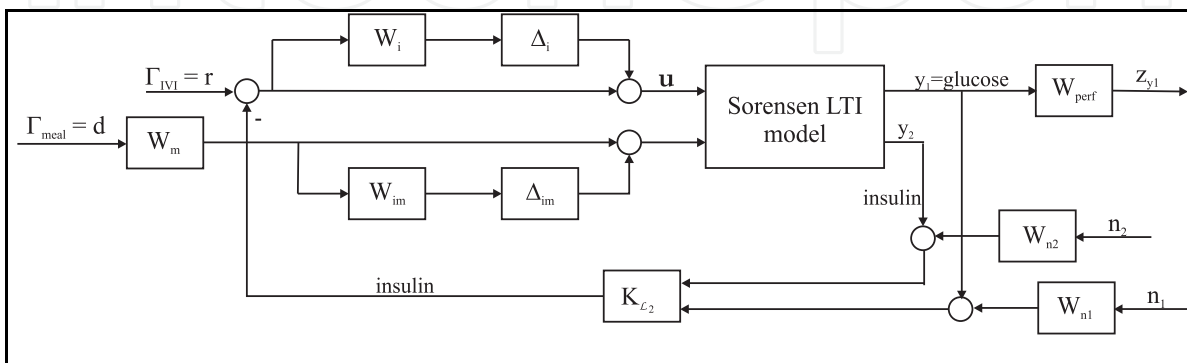 W_i
Δ_i
Γ_IVI = r
u
y_1=glucose
W_perf
z_y1
Sorensen LTI
model
-
Γ_meal = d
W_m
y_2
W_im
Δ_im
insulin
W_n2
n_2
insulin
K_ℒ2
W_n1
n_1